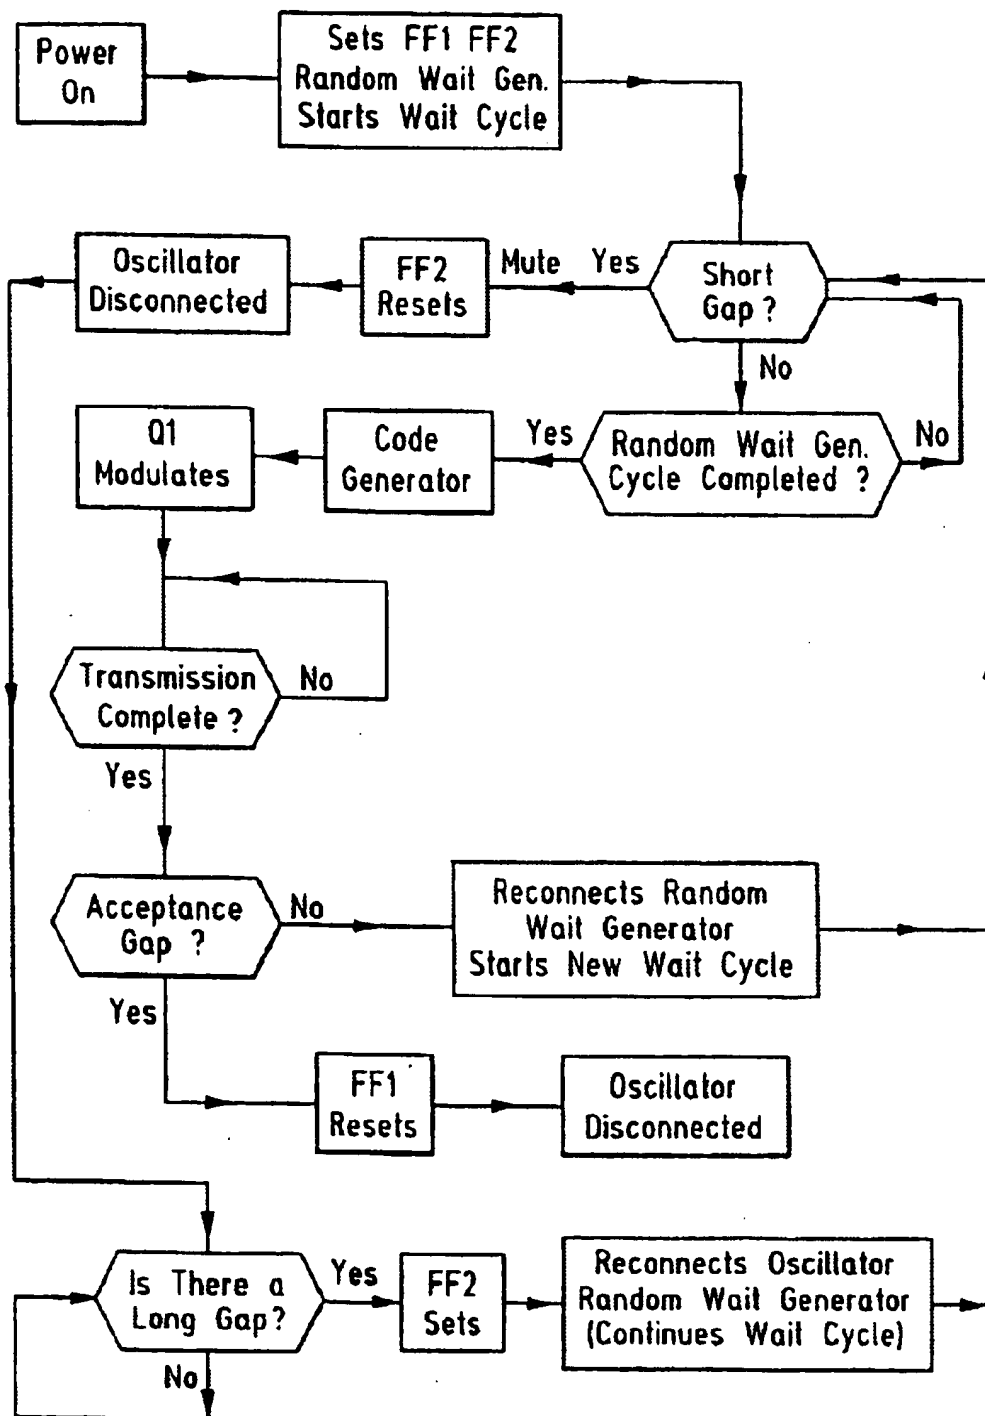 Power
On
Sets FF1 FF2
Random Wait Gen.
Starts Wait Cycle
Oscillator
Disconnected
FF2
Resets
Mute Yes
Short
Gap ?
No
Q1
Modulates
Code
Generator
Yes
Random Wait Gen.
Cycle Completed ?
No
Transmission
Complete ?
No
Yes
Acceptance
Gap ?
No
Reconnects Random
Wait Generator
Starts New Wait Cycle
Yes
FF1
Resets
Oscillator
Disconnected
Is There a
Long Gap?
Yes
FF2
Sets
Reconnects Oscillator
Random Wait Generator
(Continues Wait Cycle)
No